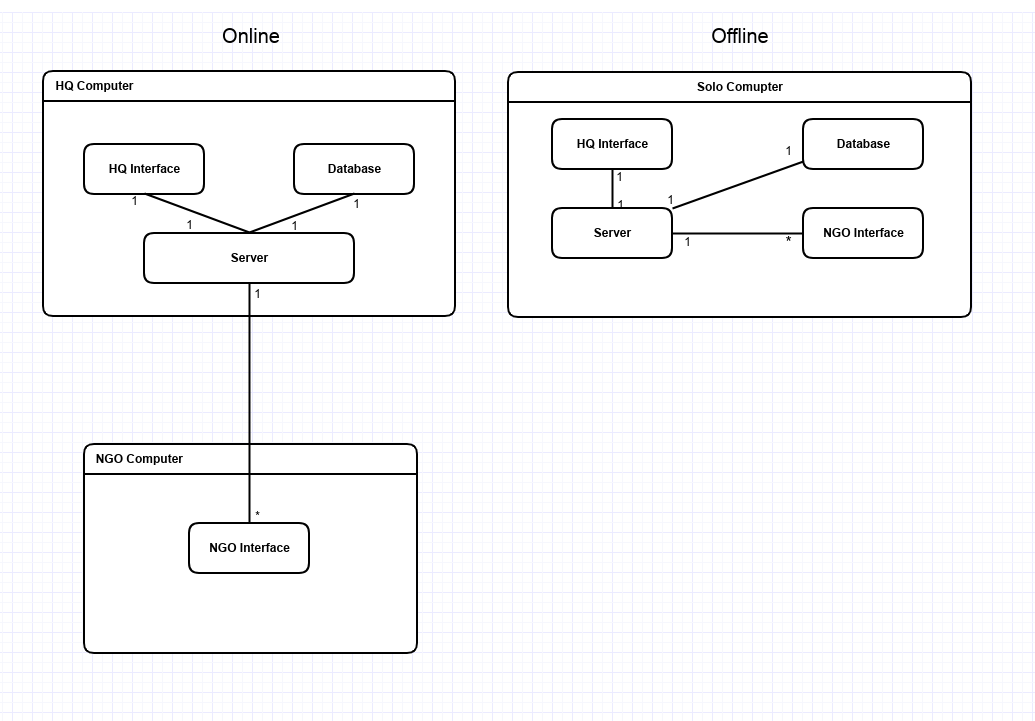 Online
HQ Computer
HQ Interface
Database
1
1
1
1
Server
1
NGO Computer
*
NGO Interface
Offline
Solo Comupter
HQ Interface
Database
1
1
1
1
Server
NGO Interface
1
*